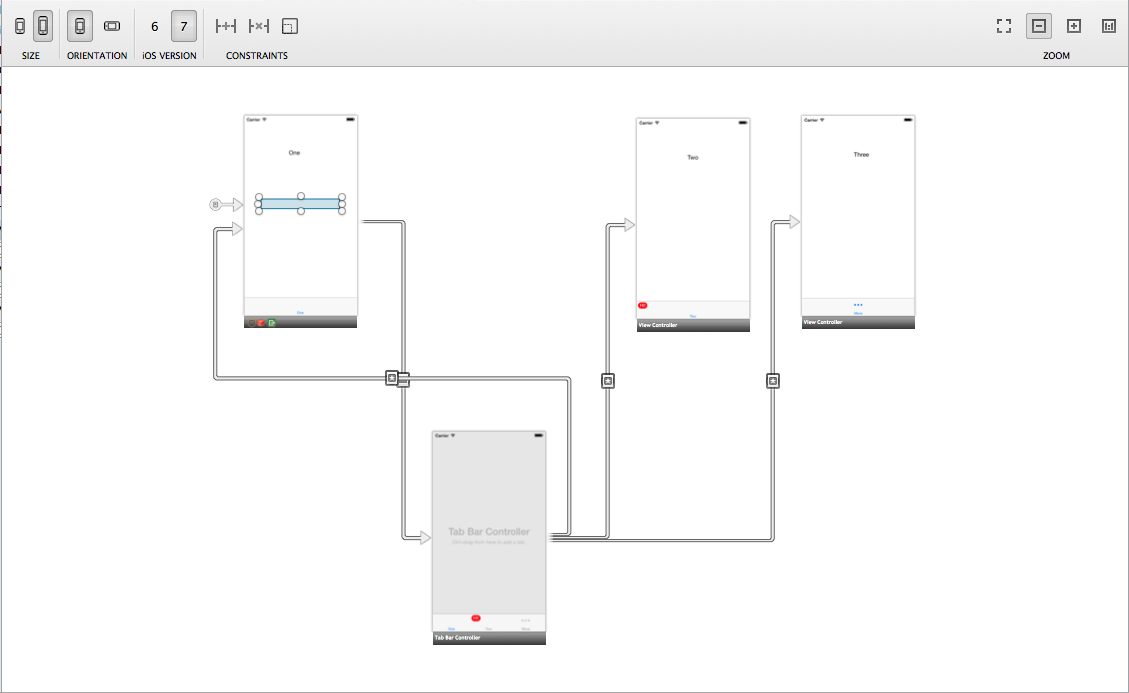 6 7
SIZE ORIENTATION iOS VERSION CONSTRAINTS ZOOM
Carrier
One
One
Carrier
Two
View Controller
Carrier
Three
More
View Controller
Carrier
Tab Bar Controller
Ctrl+drag from here to add a tab
One Two More
Tab Bar Controller